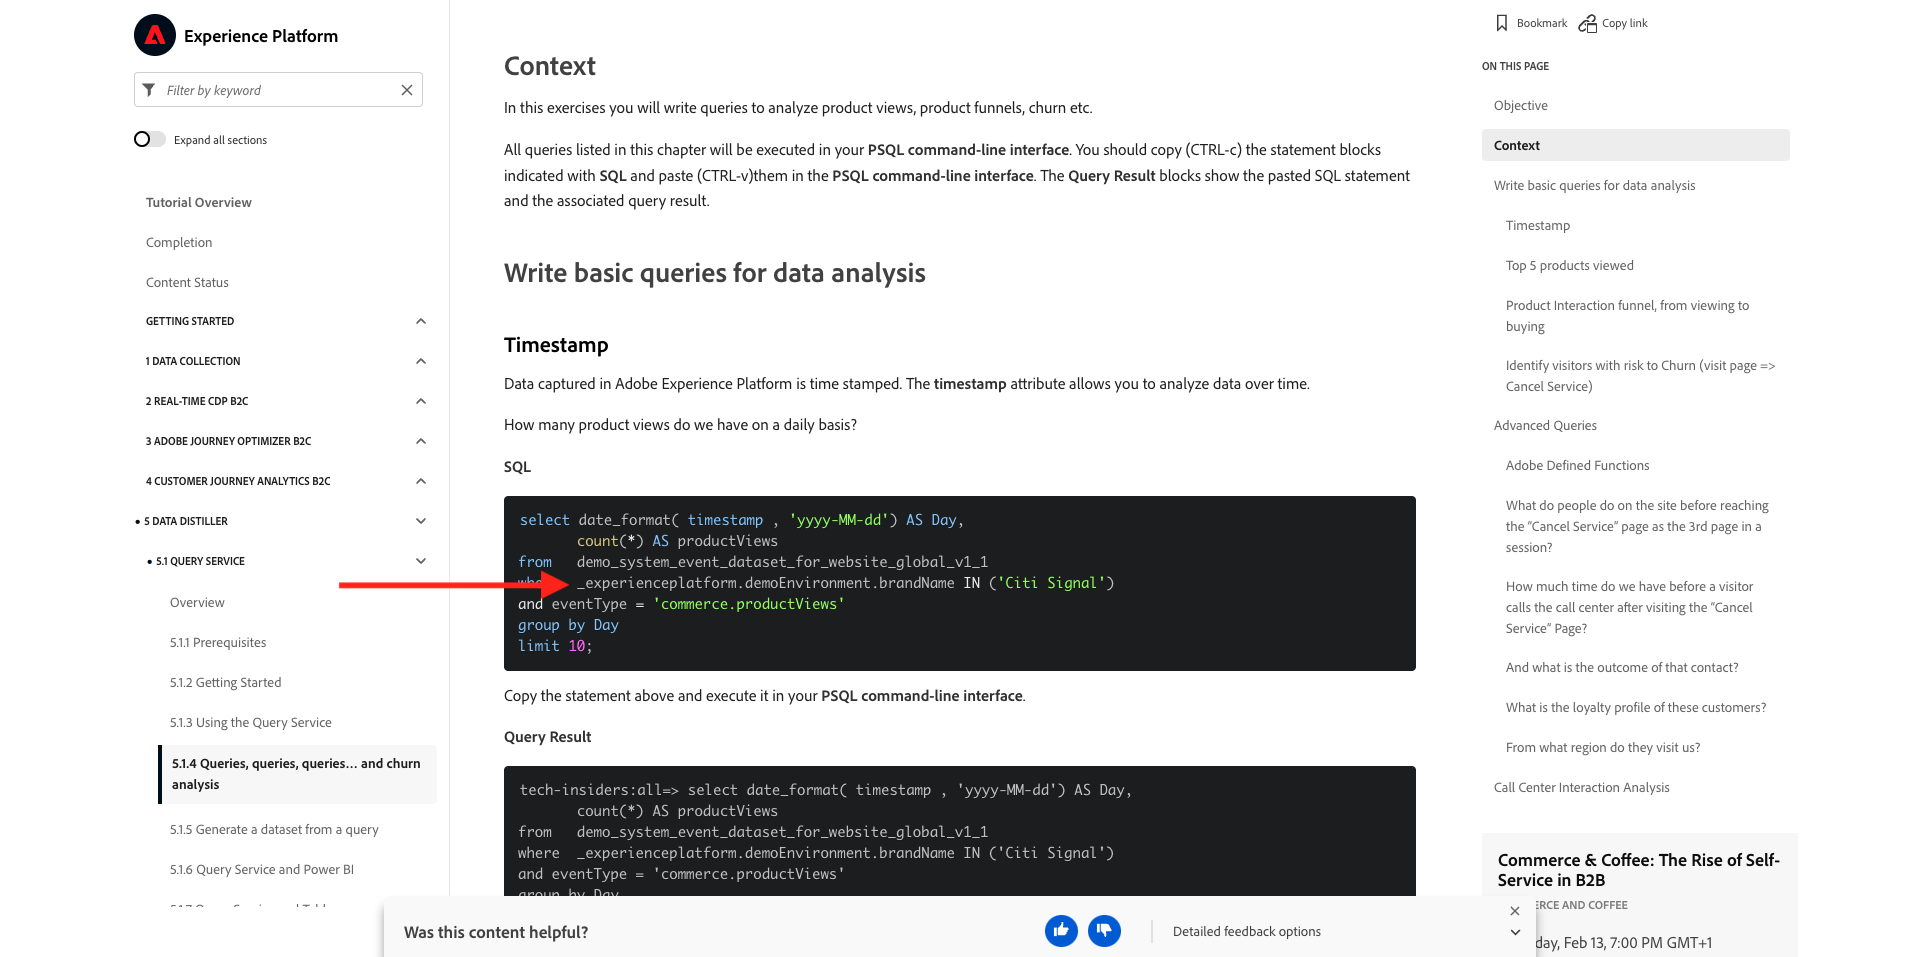 Experience Platform
Filter by keyword
Expand all sections
Tutorial Overview
Completion
Content Status
GETTING STARTED
1 DATA COLLECTION
2 REAL-TIME CDP B2C
3 ADOBE JOURNEY OPTIMIZER B2C
4 CUSTOMER JOURNEY ANALYTICS B2C
5 DATA DISTILLER
5.1 QUERY SERVICE
Overview
5.1.1 Prerequisites
5.1.2 Getting Started
5.1.3 Using the Query Service
5.1.4 Queries, queries, queries... and churn
analysis
5.1.5 Generate a dataset from a query
5.1.6 Query Service and Power BI
Context
In this exercises you will write queries to analyze product views, product funnels, churn etc.
All queries listed in this chapter will be executed in your PSQL command-line interface. You should copy (CTRL-c) the statement blocks
indicated with SQL and paste (CTRL-v)them in the PSQL command-line interface. The Query Result blocks show the pasted SQL statement
and the associated query result.
Write basic queries for data analysis
Timestamp
Data captured in Adobe Experience Platform is time stamped. The timestamp attribute allows you to analyze data over time.
How many product views do we have on a daily basis?
SQL
select date_format( timestamp , 'yyyy-MM-dd') AS Day,
count(*) AS productViews
from demo_system_event_dataset_for_website_global_v1_1
_experienceplatform.demoEnvironment.brandName IN ('Citi Signal')
and eventType = 'commerce.productViews'
group by Day
limit 10;
Copy the statement above and execute it in your PSQL command-line interface.
Query Result
tech-insiders:all=> select date_format( timestamp , 'yyyy-MM-dd') AS Day,
count(*) AS productViews
from demo_system_event_dataset_for_website_global_v1_1
where _experienceplatform.demoEnvironment.brandName IN ('Citi Signal')
and eventType = 'commerce.productViews'
group by Day
Was this content helpful?
Detailed feedback options
Bookmark
Copy link
ON THIS PAGE
Objective
Context
Write basic queries for data analysis
Timestamp
Top 5 products viewed
Product Interaction funnel, from viewing to
buying
Identify visitors with risk to Churn (visit page =>
Cancel Service)
Advanced Queries
Adobe Defined Functions
What do people do on the site before reaching
the "Cancel Service" page as the 3rd page in a
session?
How much time do we have before a visitor
calls the call center after visiting the "Cancel
Service" Page?
And what is the outcome of that contact?
What is the loyalty profile of these customers?
From what region do they visit us?
Call Center Interaction Analysis
Commerce & Coffee: The Rise of Self-
Service in B2B
AND COFFEE
Feb 13, 7:00 PM GMT+1